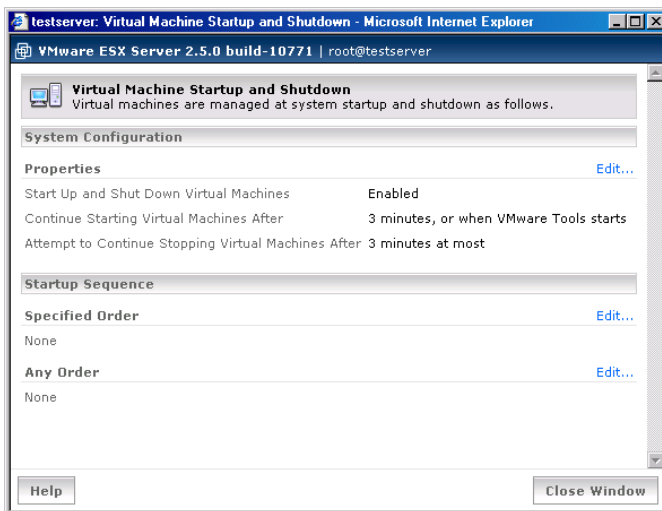 testserver: Virtual Machine Startup and Shutdown - Microsoft Internet Explorer
VMware ESX Server 2.5.0 build-10771 | root@testserver
Virtual Machine Startup and Shutdown
Virtual machines are managed at system startup and shutdown as follows.
System Configuration
Properties Edit...
Start Up and Shut Down Virtual Machines Enabled
Continue Starting Virtual Machines After 3 minutes, or when VMware Tools starts
Attempt to Continue Stopping Virtual Machines After 3 minutes at most
Startup Sequence
Specified Order Edit...
None
Any Order Edit...
None
Help Close Window